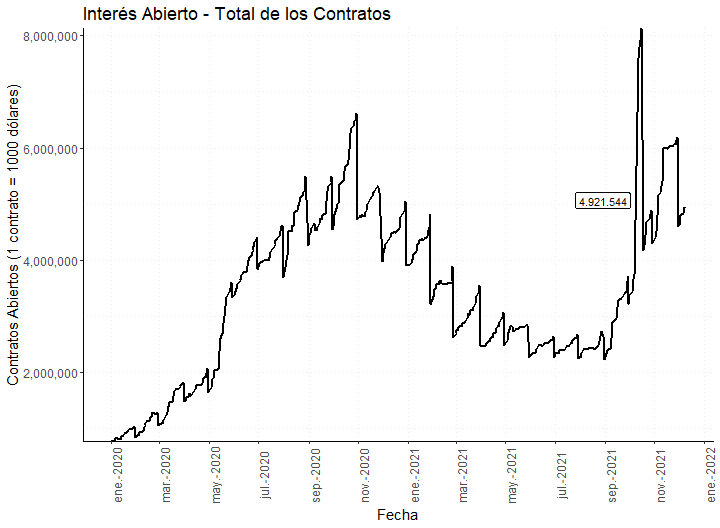 Interés Abierto - Total de los Contratos
Contratos Abiertos (1 contrato = 1000 dólares)
8,000,000
6,000,000
4,000,000
2,000,000
4.921.544
ene.-2020
mar.-2020
may.-2020
jul.-2020
sep.-2020
nov.-2020
ene.-2021
mar.-2021
may.-2021
jul.-2021
sep.-2021
nov.-2021
ene.-2022
Fecha